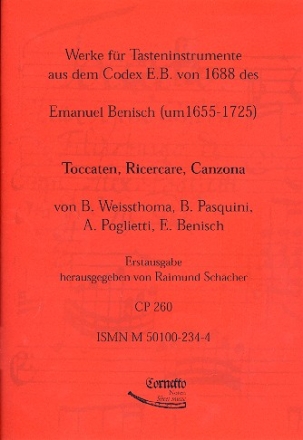 Werke für Tasteninstrumente
aus dem Codex E.B. von 1688 des
Emanuel Benisch (um1655-1725)
Toccaten, Ricercare, Canzona
von B. Weissthoma, B. Pasquini,
A. Poglietti, E. Benisch
Erstausgabe
herausgegeben von Raimund Schächer
CP 260
ISMN M 50100-234-4
Cornetto